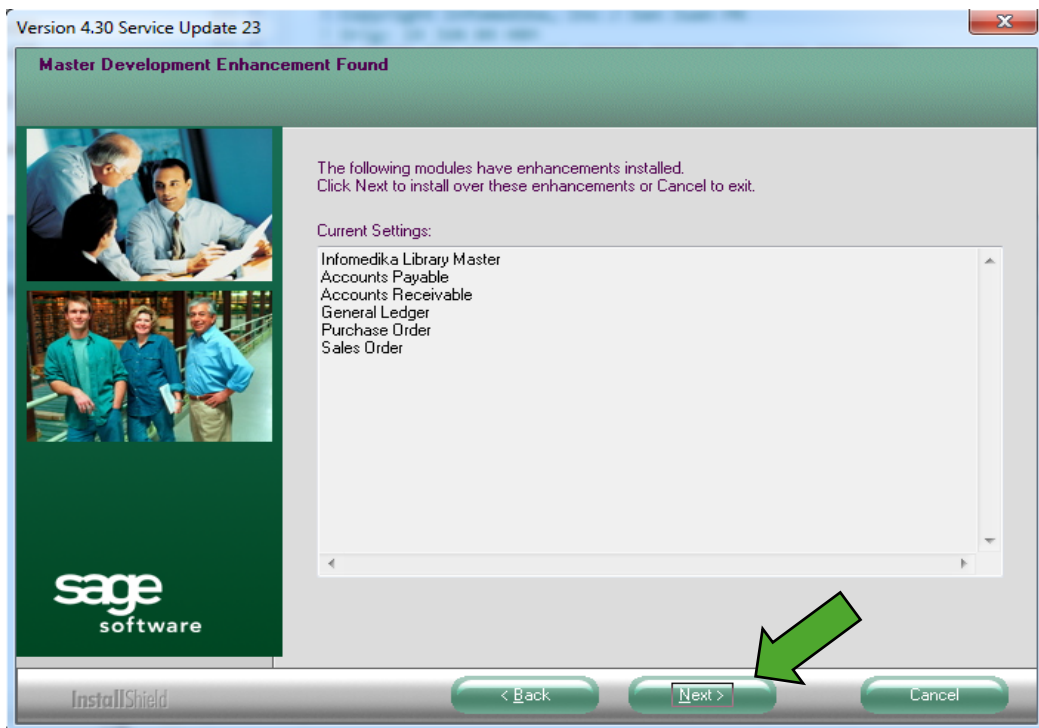 Version 4.30 Service Update 23
Master Development Enhancement Found
The following modules have enhancements installed.
Click Next to install over these enhancements or Cancel to exit.
Current Settings:
Infomedika Library Master
Accounts Payable
Accounts Receivable
General Ledger
Purchase Order
Sales Order
sage
software
InstallShield
< Back
Next >
Cancel